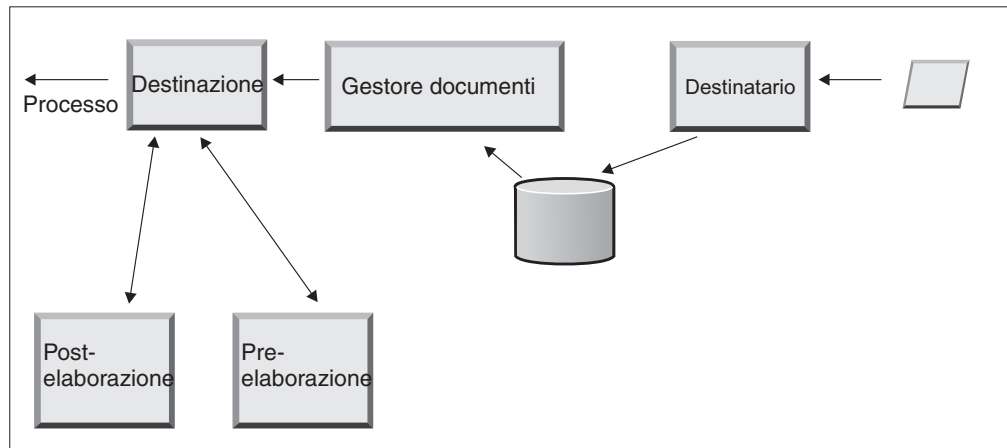 Destinazione
Gestore documenti
Destinatario
Processo
Post-
elaborazione
Pre-
elaborazione